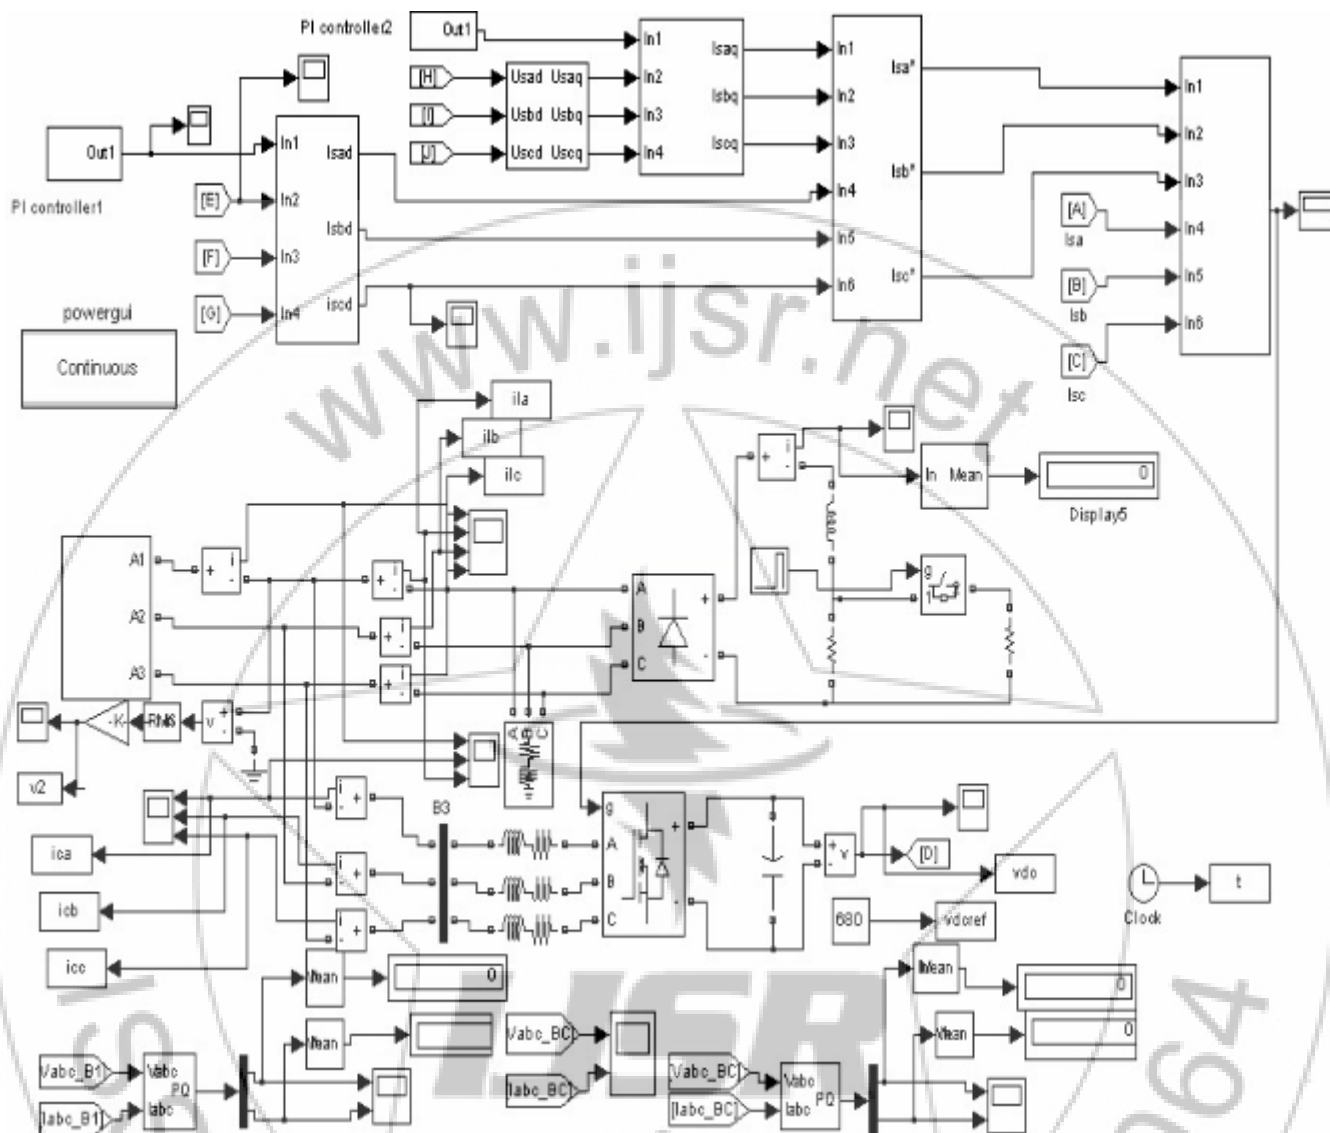 PI controller2
Out1
In1
In2
In3
In4
Isaq
Isbq
Iscq
[H]
[I]
[J]
Usad Usaq
Usbd Usbq
Uscd Uscq
In1
In2
In3
In4
In5
In6
Isa*
Isb*
Isc*
In1
In2
In3
In4
In5
In6
[A]
Isa
[B]
Isb
[C]
Isc
Out1
PI controller1
[E]
[F]
[G]
In1
In2
In3
In4
Isad
Isbd
iscd
powergui
Continuous
www.ijsr.net
ila
ilb
ilc
In Mean
0
Display5
A1
A2
A3
+ i
-
+ i
-
+ i
-
+ i
-
+ i
-
A
B
C
+
-
g
1
-K-
RMS
v +
-
v2
A B C
i +
-
i +
-
i +
-
B3
g
A
B
C
+
-
+ v
-
[D]
vdc
680
vdcref
Clock
t
ica
icb
icc
Mean
0
Mean
Mean
0
Mean
0
Vabc_B1
Iabc_B1
Vabc
Iabc
PQ
Vabc_BC
Iabc_BC
Vabc_BC
[Iabc_BC]
Vabc
Iabc
PQ
IJSR
64